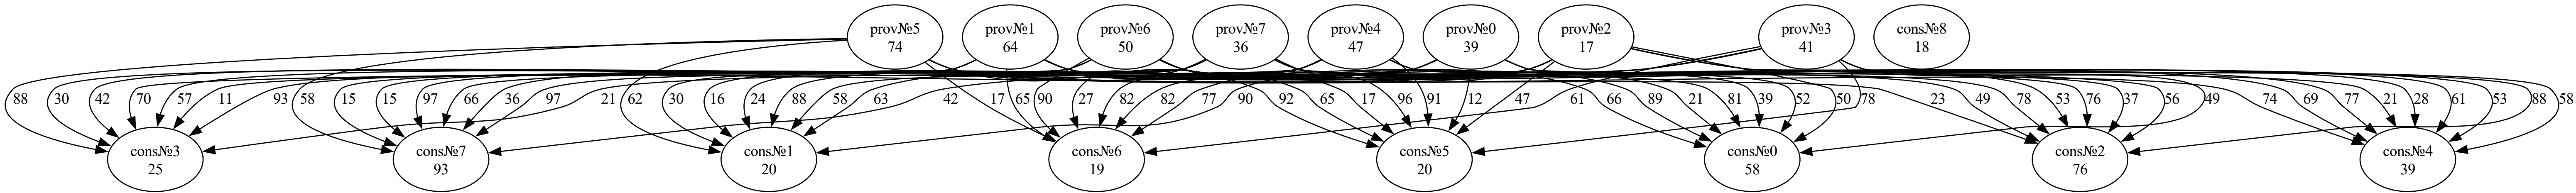 prov№5
74
prov№1
64
prov№6
50
prov№7
36
prov№4
47
prov№0
39
prov№2
17
prov№3
41
cons№8
18
88 30 42 70 57 11 93 58 15 15 97 66 36 97 21 62 30 16 24 88 58 63 42 17 65 90 27 82 82 77 90 92 65 17 96 91 12 47 61 78 66 89 21 81 39 52 50 23 49 78 53 76 37 56 49 74 69 77 21 28 61 53 88 58
cons№3
25
cons№7
93
cons№1
20
cons№6
19
cons№5
20
cons№0
58
cons№2
76
cons№4
39